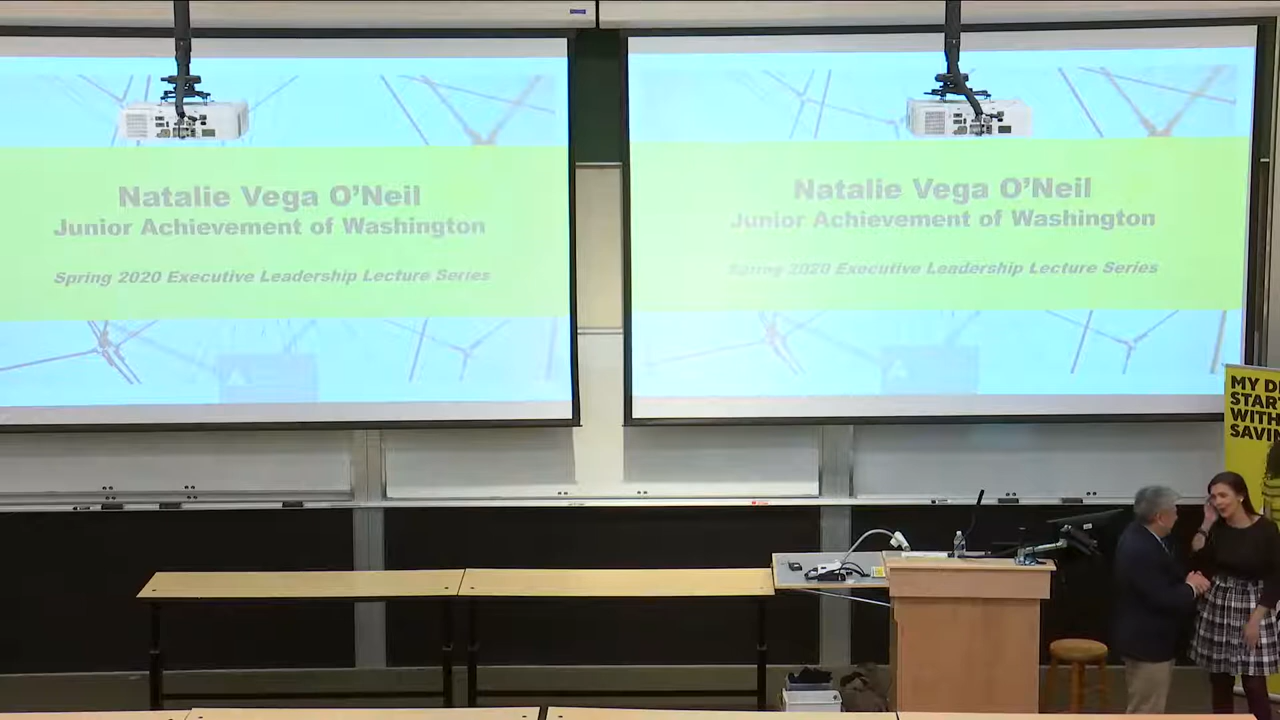 Natalie Vega O'Neil
Junior Achievement of Washington
Spring 2020 Executive Leadership Lecture Series
Natalie Vega O'Neil
Junior Achievement of Washington
Spring 2020 Executive Leadership Lecture Series
MY D
STAR
WITH
SAVI